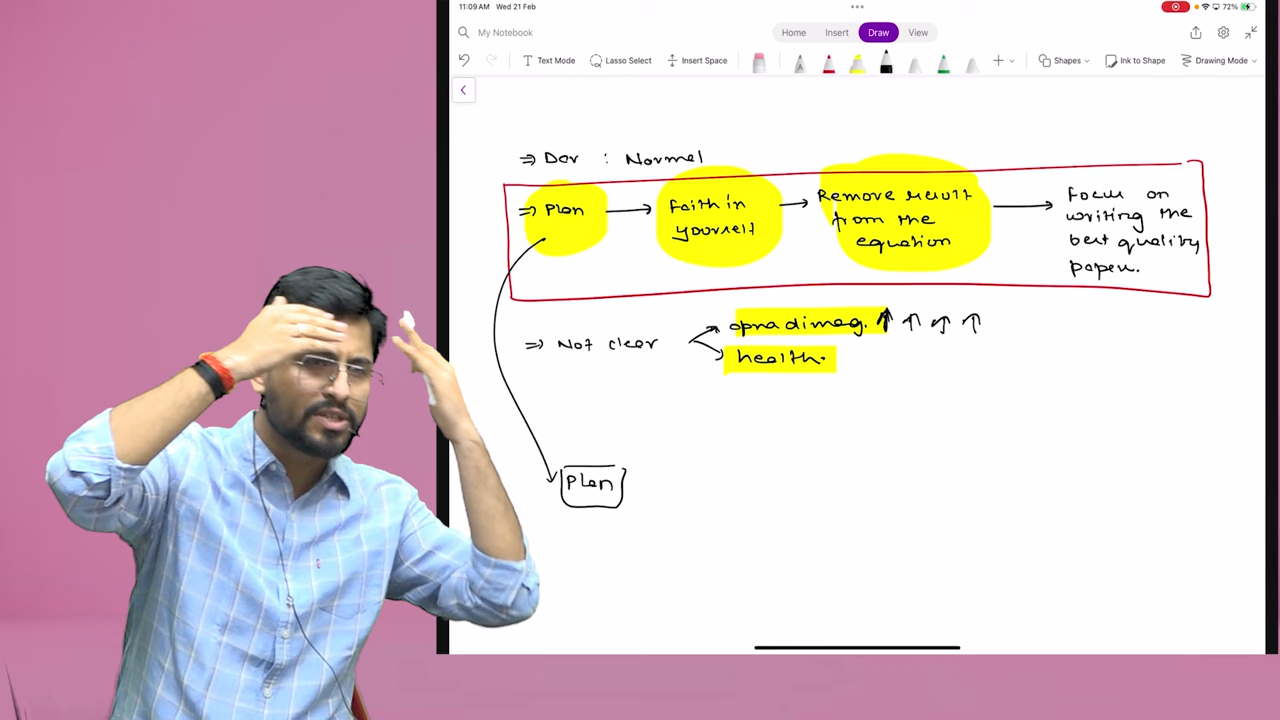 11:09 AM Wed 21 Feb
72%
My Notebook
Home Insert Draw View
Text Mode Lasso Select Insert Space Shapes Ink to Shape Drawing Mode
⇒ Dar : Normal
⇒ Plan → Faith in yourself → Remove result from the equation → Focus on writing the best quality paper.
⇒ Not clear
apna dimag. ↑ ↑ ↑ ↑
health.
Plan